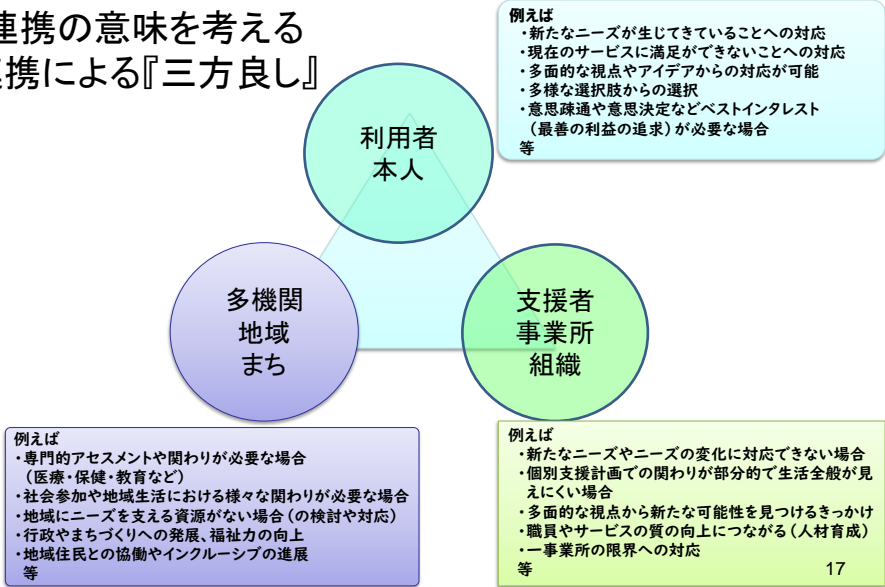 連携の意味を考える
連携による『三方良し』
例えば
・新たなニーズが生じてきていることへの対応
・現在のサービスに満足ができないことへの対応
・多面的な視点やアイデアからの対応が可能
・多様な選択肢からの選択
・意思疎通や意思決定などベストインタレスト
（最善の利益の追求）が必要な場合
等
利用者
本人
多機関
地域
まち
支援者
事業所
組織
例えば
・専門的アセスメントや関わりが必要な場合
（医療・保健・教育など）
・社会参加や地域生活における様々な関わりが必要な場合
・地域にニーズを支える資源がない場合（の検討や対応）
・行政やまちづくりへの発展、福祉力の向上
・地域住民との協働やインクルーシブの進展
等
例えば
・新たなニーズやニーズの変化に対応できない場合
・個別支援計画での関わりが部分的で生活全般が見
えにくい場合
・多面的な視点から新たな可能性を見つけるきっかけ
・職員やサービスの質の向上につながる（人材育成）
・一事業所の限界への対応
等
17